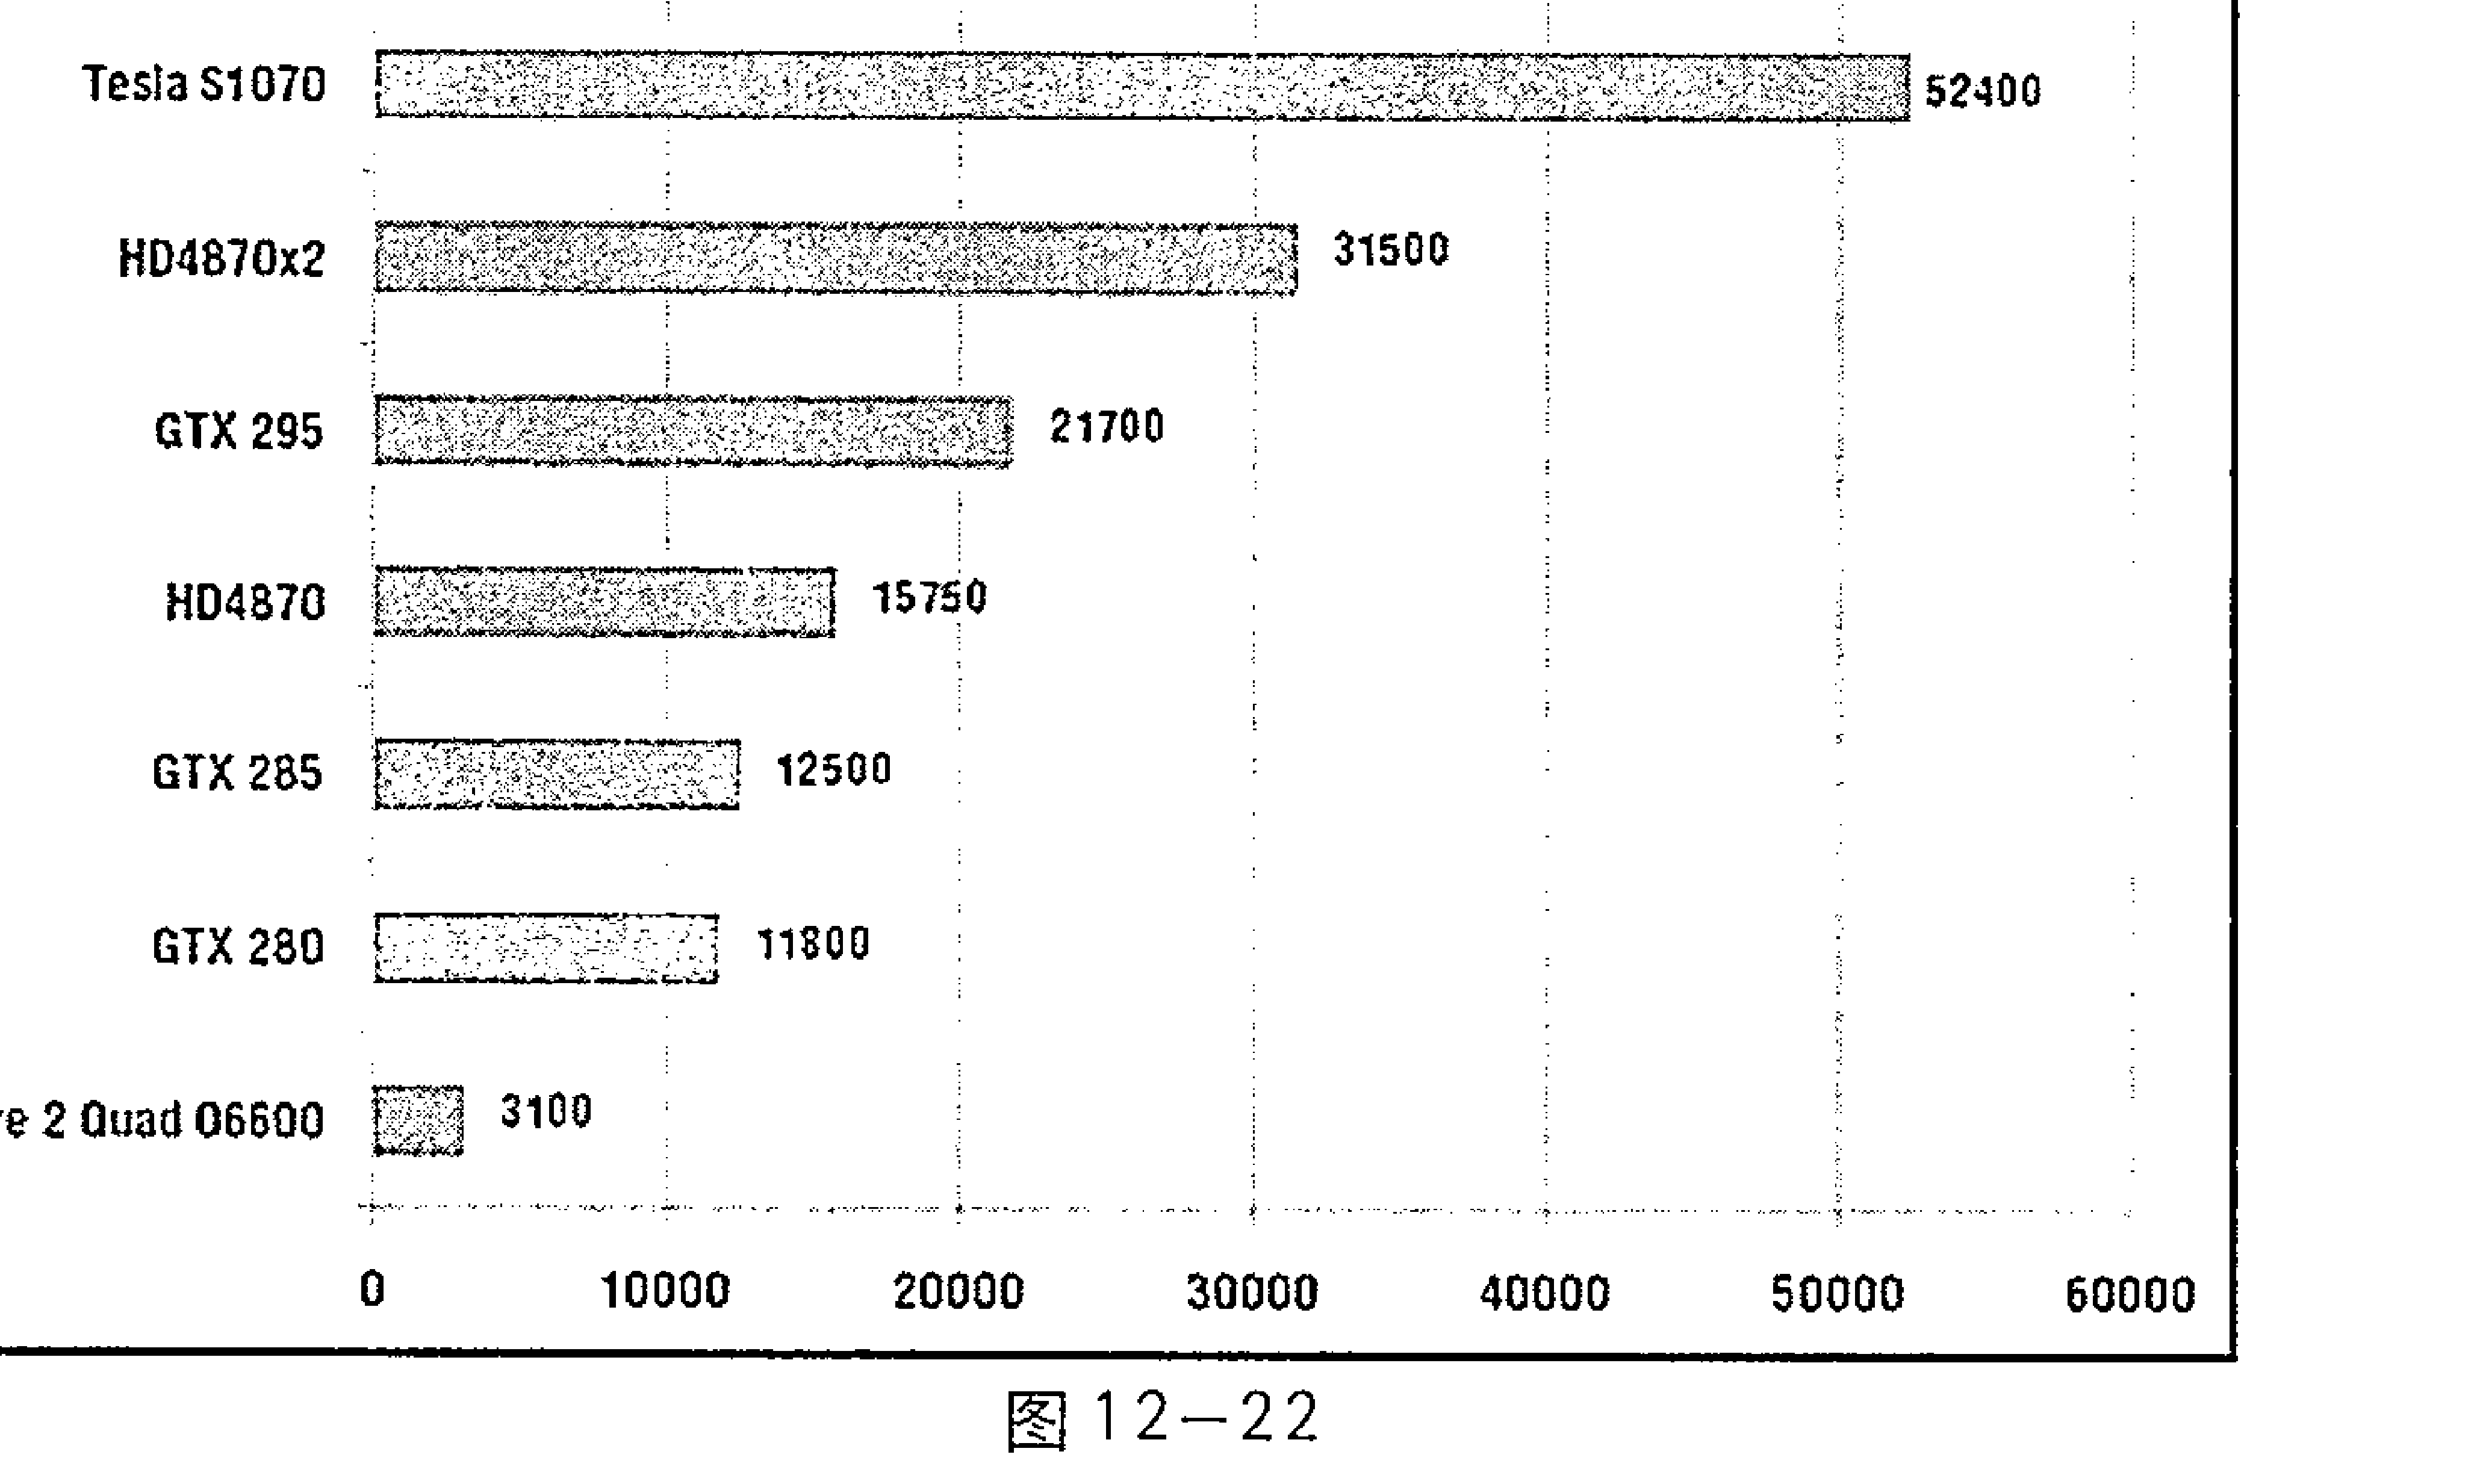 Tesla S1070 52400
HD4870x2 31500
GTX 295 21700
HD4870 15750
GTX 285 12500
GTX 280 11800
re 2 Quad Q6600 3100
0 10000 20000 30000 40000 50000 60000
图 12-22